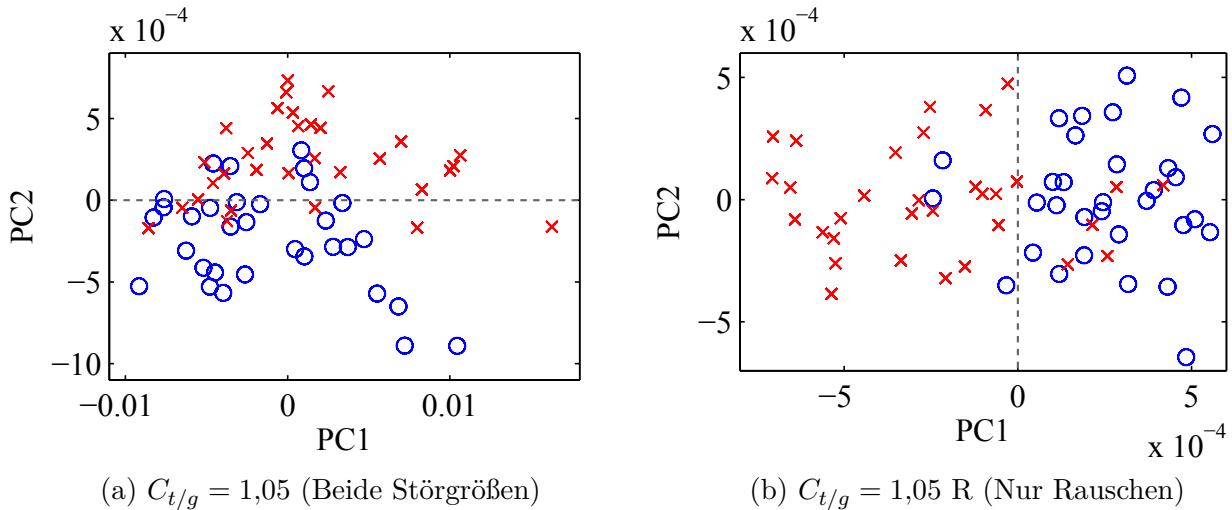 x 10⁻⁴
5
0
−5
−10
PC2
−0.01
0
0.01
PC1
(a) C_{t/g} = 1,05 (Beide Störgrößen)
x 10⁻⁴
5
0
−5
PC2
−5
0
5
PC1
x 10⁻⁴
(b) C_{t/g} = 1,05 R (Nur Rauschen)